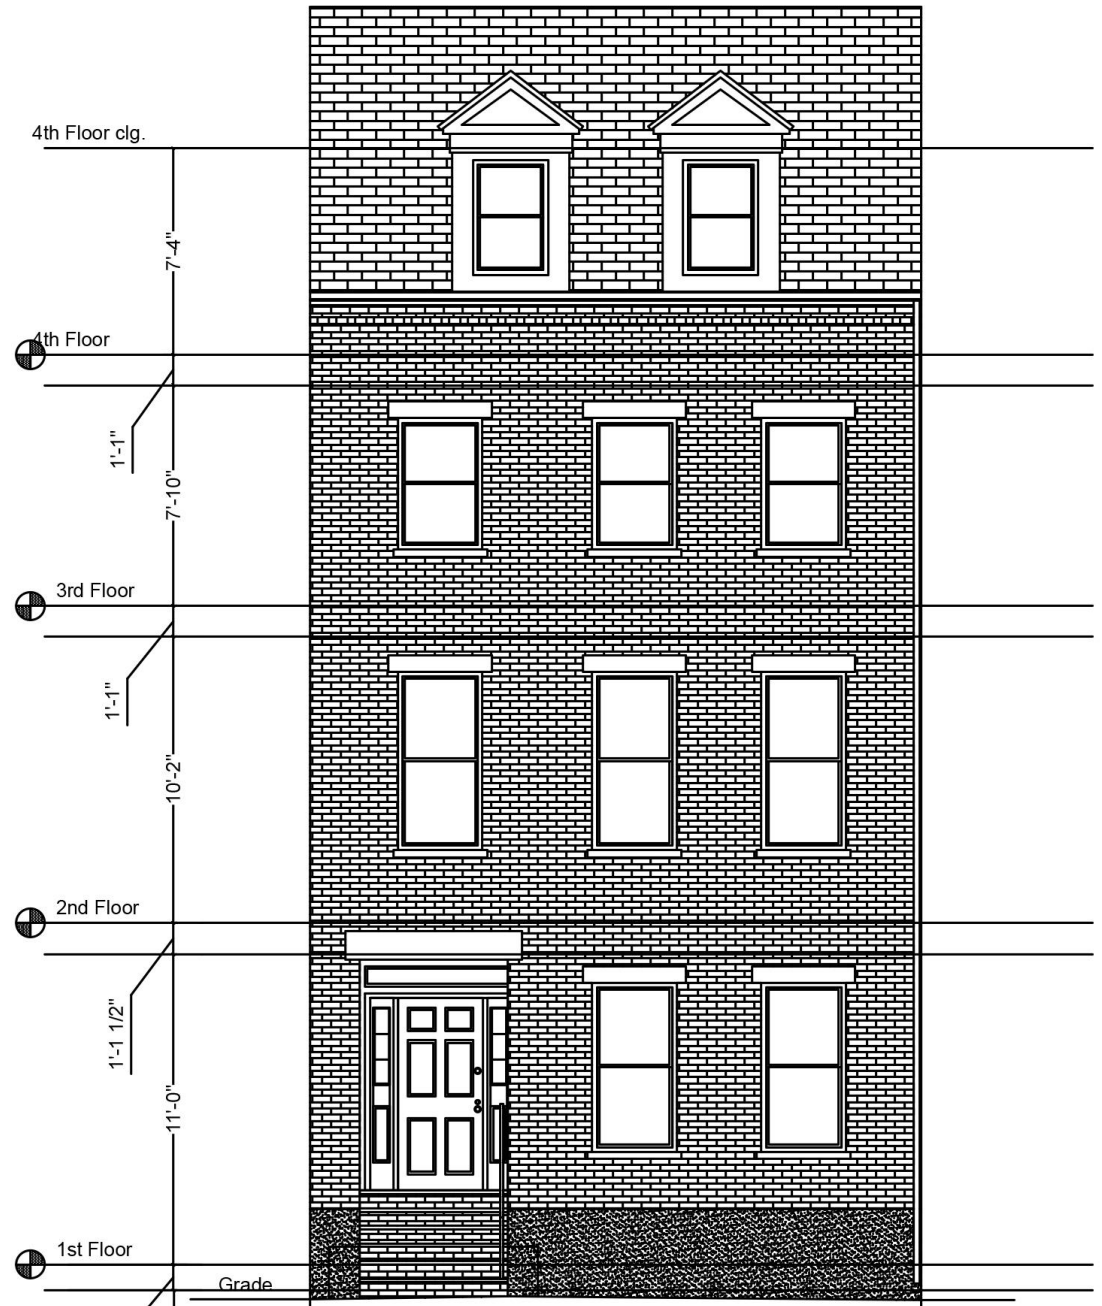 4th Floor clg.
7'-4"
4th Floor
1'-1"
7'-10"
3rd Floor
1'-1"
10'-2"
2nd Floor
1'-1 1/2"
11'-0"
1st Floor
Grade